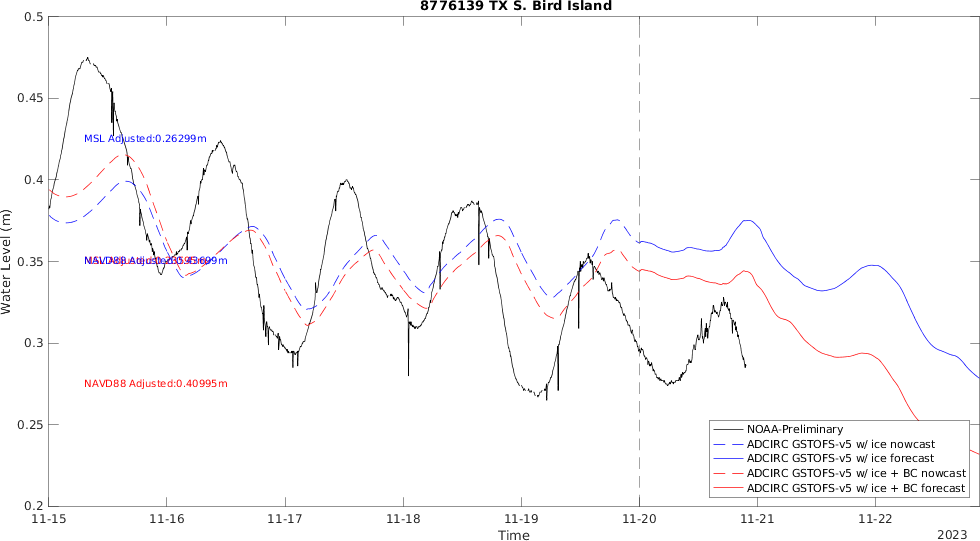 8776139 TX S. Bird Island
0.5
0.45
0.4
0.35
0.3
0.25
0.2
Water Level (m)
MSL Adjusted:0.26299m
NAVD88 Adjusted:0.40995m
11-15
11-16
11-17
11-18
11-19
11-20
11-21
11-22
Time
2023
NOAA-Preliminary
ADCIRC GSTOFS-v5 w/ ice nowcast
ADCIRC GSTOFS-v5 w/ ice forecast
ADCIRC GSTOFS-v5 w/ ice + BC nowcast
ADCIRC GSTOFS-v5 w/ ice + BC forecast